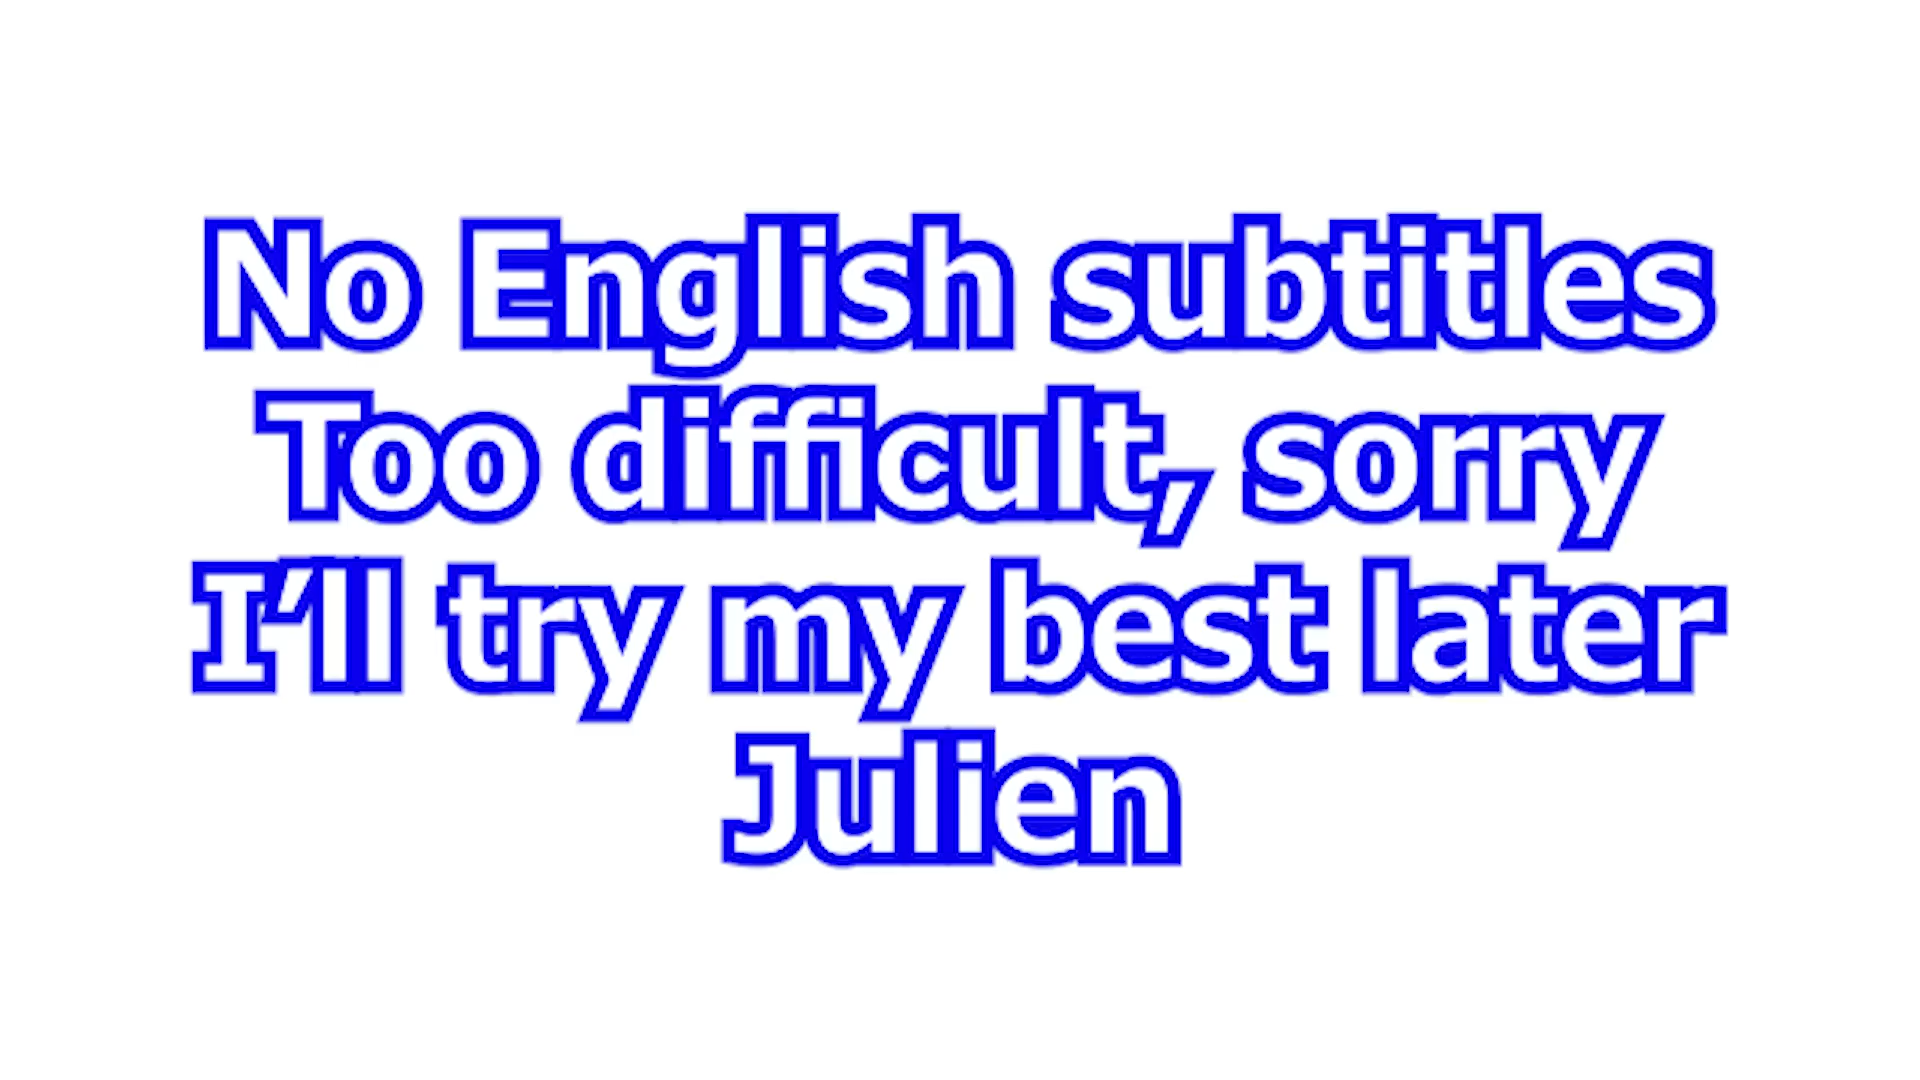 No English subtitles
Too difficult, sorry
I’ll try my best later
Julien